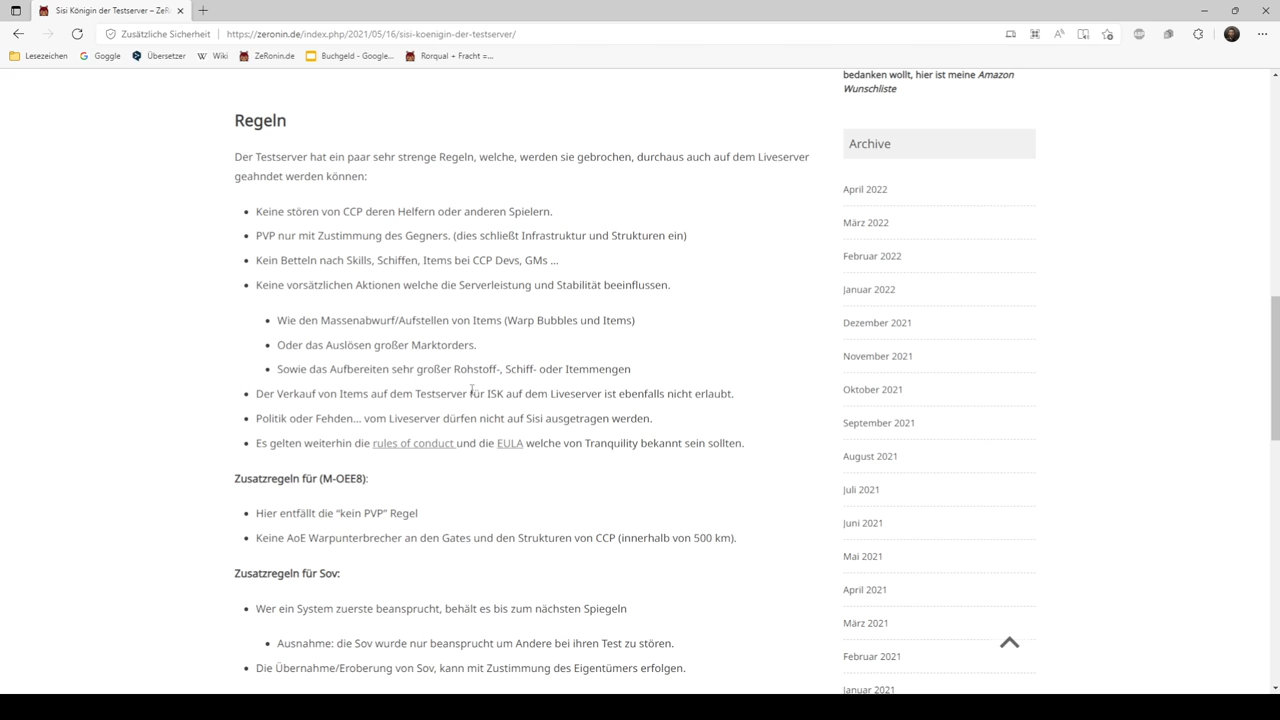 Sisi Königin der Testserver – ZeRo
Zusätzliche Sicherheit
https://zeronin.de/index.php/2021/05/16/sisi-koenigin-der-testserver/
Lesezeichen
Goggle
Übersetzer
Wiki
ZeRonin.de
Buchgeld - Google...
Rorqual + Fracht =...
bedanken wollt, hier ist meine Amazon
Wunschliste
Regeln
Der Testserver hat ein paar sehr strenge Regeln, welche, werden sie gebrochen, durchaus auch auf dem Liveserver
geahndet werden können:
Keine stören von CCP deren Helfern oder anderen Spielern.
PVP nur mit Zustimmung des Gegners. (dies schließt Infrastruktur und Strukturen ein)
Kein Betteln nach Skills, Schiffen, Items bei CCP Devs, GMs ...
Keine vorsätzlichen Aktionen welche die Serverleistung und Stabilität beeinflussen.
Wie den Massenabwurf/Aufstellen von Items (Warp Bubbles und Items)
Oder das Auslösen großer Marktorders.
Sowie das Aufbereiten sehr großer Rohstoff-, Schiff- oder Itemmengen
Der Verkauf von Items auf dem Testserver für ISK auf dem Liveserver ist ebenfalls nicht erlaubt.
Politik oder Fehden... vom Liveserver dürfen nicht auf Sisi ausgetragen werden.
Es gelten weiterhin die rules of conduct und die EULA welche von Tranquility bekannt sein sollten.
Zusatzregeln für (M-OEE8):
Hier entfällt die “kein PVP” Regel
Keine AoE Warpunterbrecher an den Gates und den Strukturen von CCP (innerhalb von 500 km).
Zusatzregeln für Sov:
Wer ein System zuerste beansprucht, behält es bis zum nächsten Spiegeln
Ausnahme: die Sov wurde nur beansprucht um Andere bei ihren Test zu stören.
Die Übernahme/Eroberung von Sov, kann mit Zustimmung des Eigentümers erfolgen.
Archive
April 2022
März 2022
Februar 2022
Januar 2022
Dezember 2021
November 2021
Oktober 2021
September 2021
August 2021
Juli 2021
Juni 2021
Mai 2021
April 2021
März 2021
Februar 2021
Januar 2021